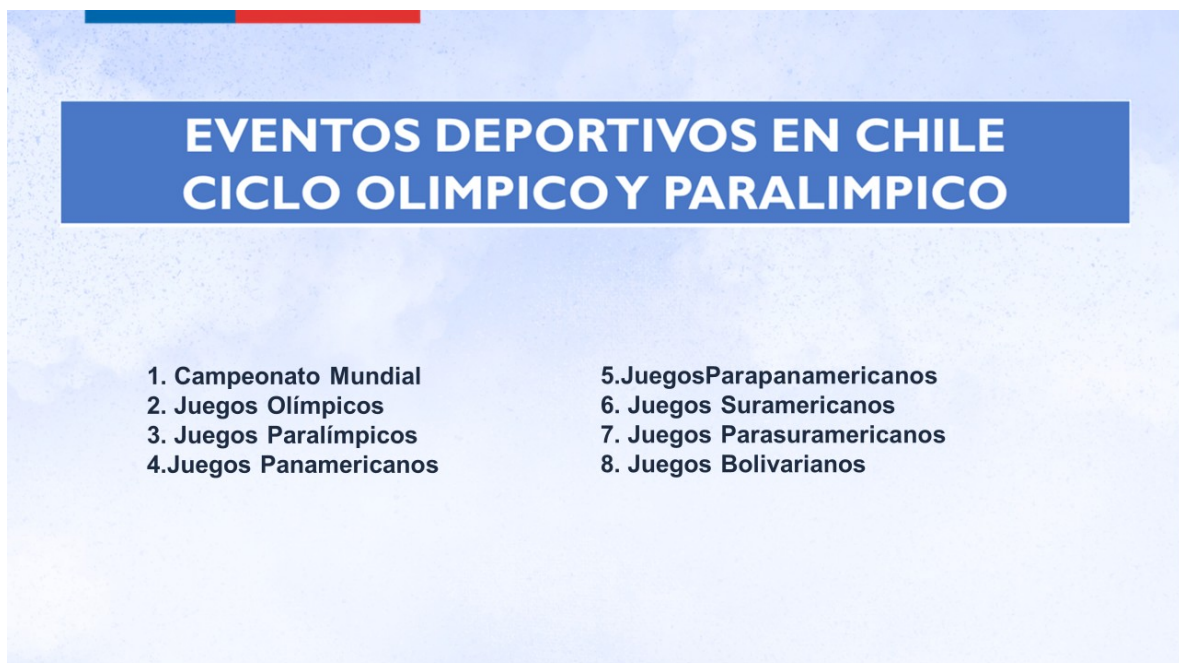 EVENTOS DEPORTIVOS EN CHILE
CICLO OLIMPICO Y PARALIMPICO
1. Campeonato Mundial
2. Juegos Olímpicos
3. Juegos Paralímpicos
4.Juegos Panamericanos
5.JuegosParapanamericanos
6. Juegos Suramericanos
7. Juegos Parasuramericanos
8. Juegos Bolivarianos